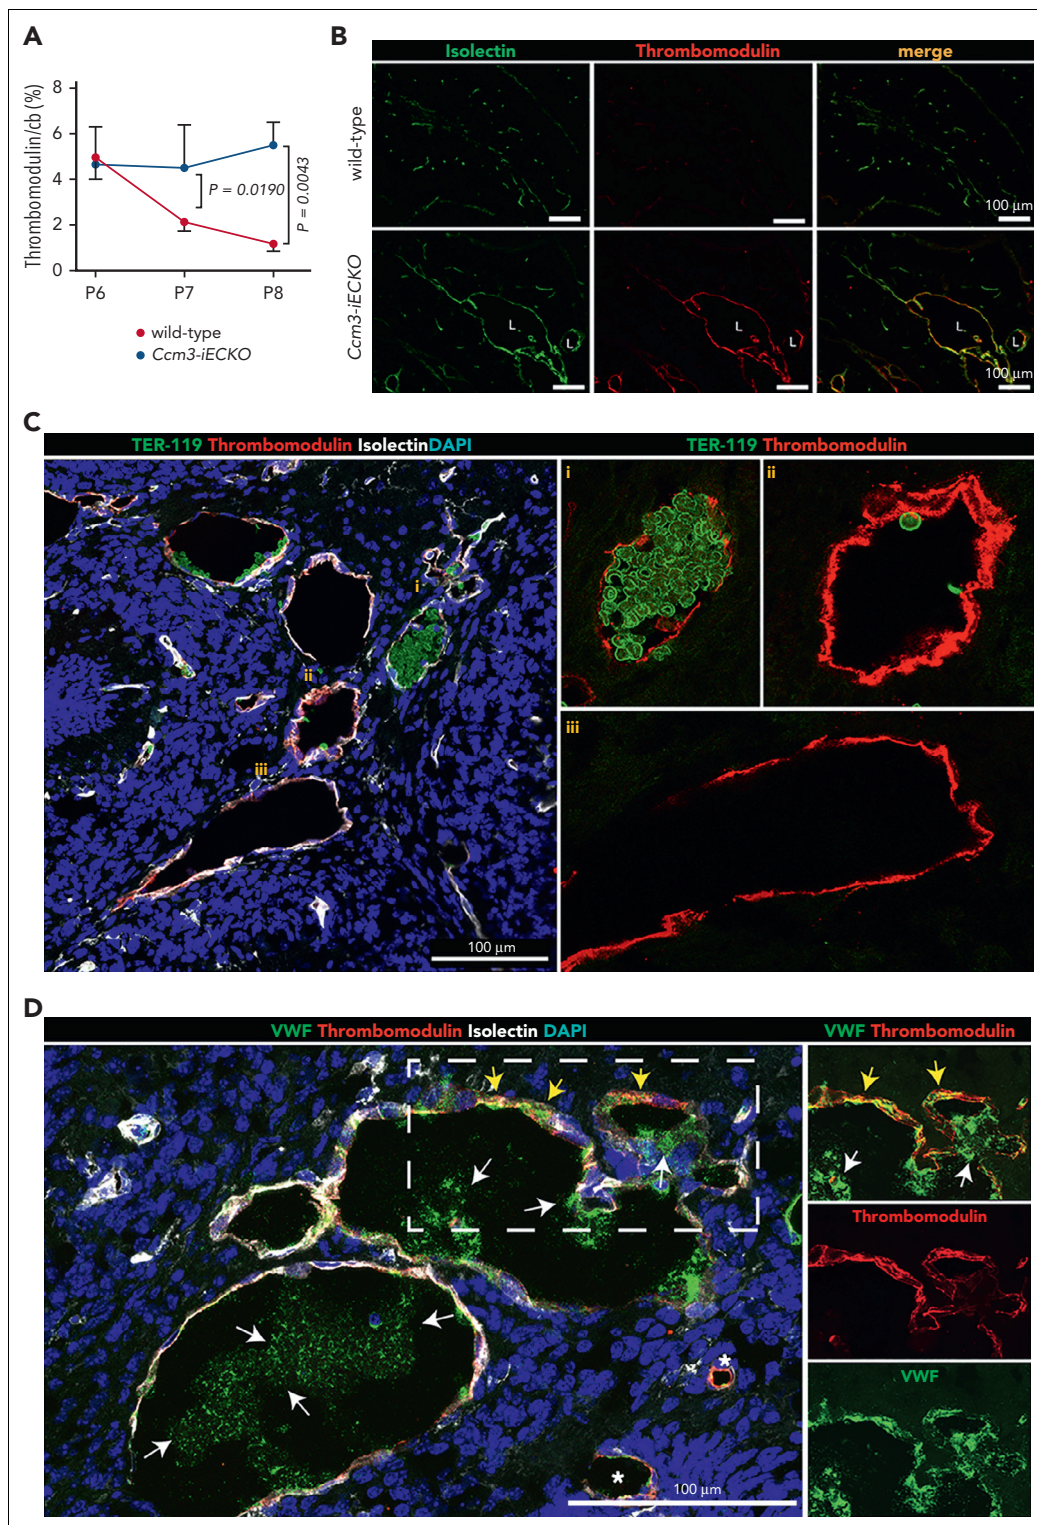 A
Thrombomodulin/cb (%)
8
6
4
2
0
P6
P7
P8
P = 0.0190
P = 0.0043
wild-type
Ccm3-iECKO
B
Isolectin
Thrombomodulin
merge
wild-type
100 µm
Ccm3-iECKO
L
L
L
L
L
L
100 µm
C
TER-119 Thrombomodulin IsolectinDAPI
TER-119 Thrombomodulin
i
ii
iii
100 µm
i
ii
iii
D
VWF Thrombomodulin Isolectin DAPI
VWF Thrombomodulin
*
*
100 µm
Thrombomodulin
VWF